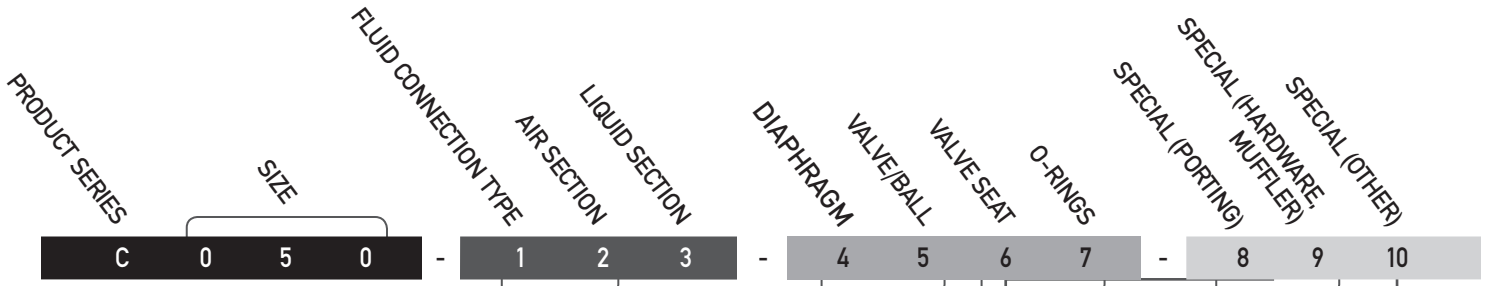 PRODUCT SERIES
SIZE
FLUID CONNECTION TYPE
AIR SECTION
LIQUID SECTION
DIAPHRAGM
VALVE/BALL
VALVE SEAT
O-RINGS
SPECIAL (PORTING)
SPECIAL (HARDWARE,
MUFFLER)
SPECIAL (OTHER)
C 0 5 0 - 1 2 3 - 4 5 6 7 - 8 9 10